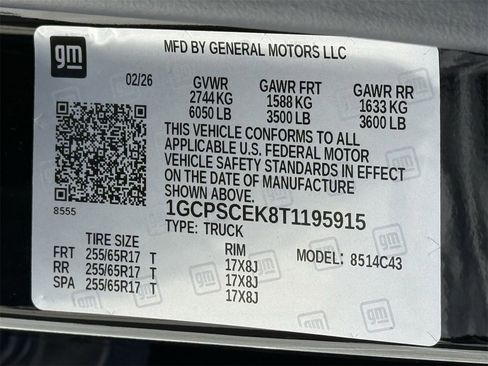 gm
MFD BY GENERAL MOTORS LLC
02/26 GVWR GAWR FRT GAWR RR
2744 KG 1588 KG 1633 KG
6050 LB 3500 LB 3600 LB
THIS VEHICLE CONFORMS TO ALL
APPLICABLE U.S. FEDERAL MOTOR
VEHICLE SAFETY STANDARDS IN EFFECT
ON THE DATE OF MANUFACTURE
SHOWN ABOVE.
8555 1GCPSCEK8T1195915
TYPE: TRUCK
TIRE SIZE RIM MODEL: 8514C43
FRT 255/65R17 T 17X8J
RR 255/65R17 T 17X8J
SPA 255/65R17 T 17X8J